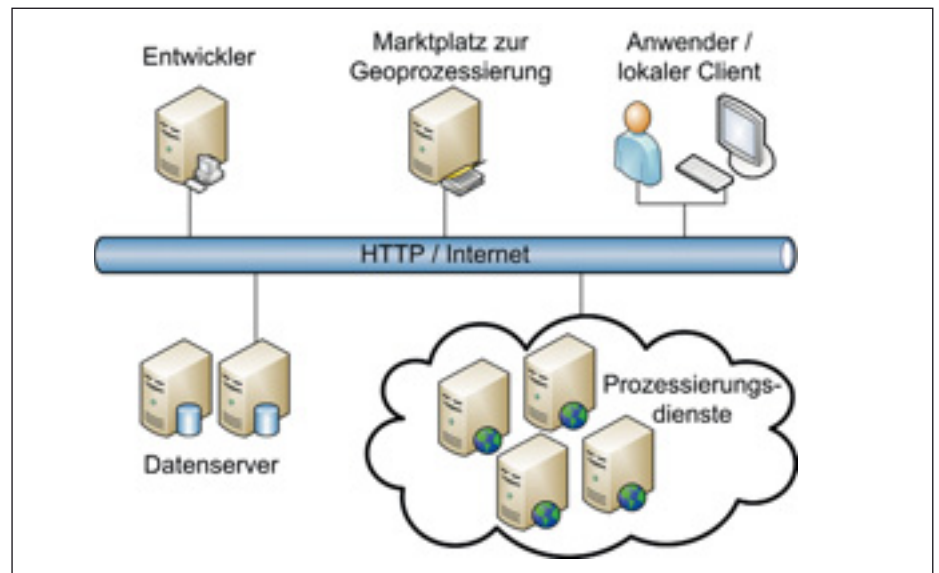 Entwickler
Marktplatz zur
Geoprozessierung
Anwender /
lokaler Client
HTTP / Internet
Datenserver
Prozessierungs-
dienste